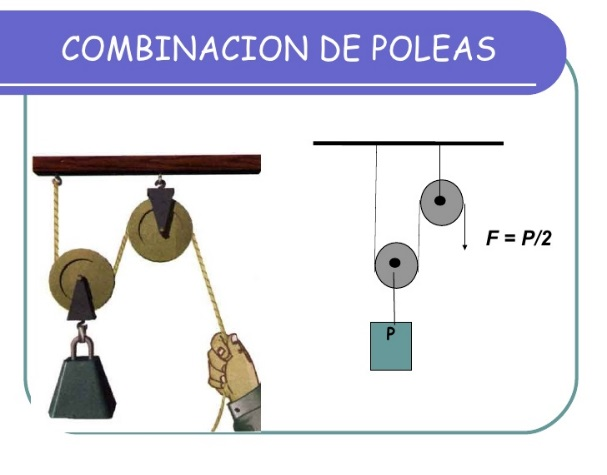 COMBINACION DE POLEAS
F = P/2
P